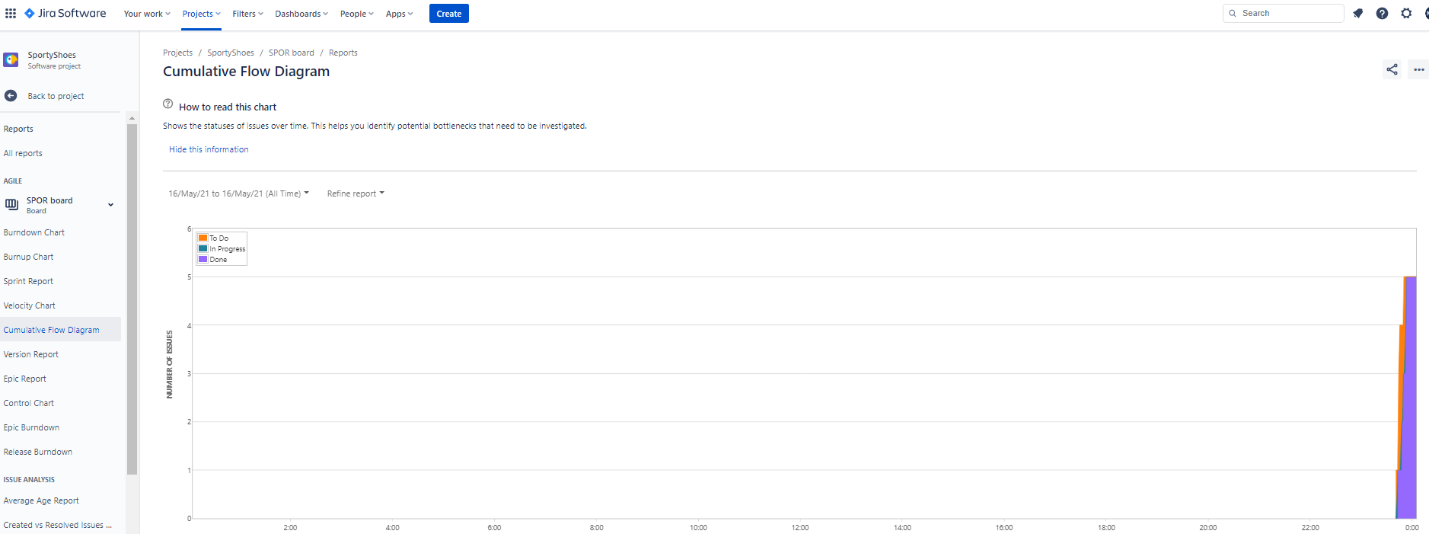 Jira Software Your work Projects Filters Dashboards People Apps Create Search
SportyShoes
Software project
Back to project
Reports
All reports
AGILE
SPOR board
Board
Burndown Chart
Burnup Chart
Sprint Report
Velocity Chart
Cumulative Flow Diagram
Version Report
Epic Report
Control Chart
Epic Burndown
Release Burndown
ISSUE ANALYSIS
Average Age Report
Created vs Resolved Issues ...
Projects / SportyShoes / SPOR board / Reports
Cumulative Flow Diagram
How to read this chart
Shows the statuses of issues over time. This helps you identify potential bottlenecks that need to be investigated.
Hide this information
16/May/21 to 16/May/21 (All Time) Refine report
To Do
In Progress
Done
NUMBER OF ISSUES
6
5
4
3
2
1
0
2:00 4:00 6:00 8:00 10:00 12:00 14:00 16:00 18:00 20:00 22:00 0:00